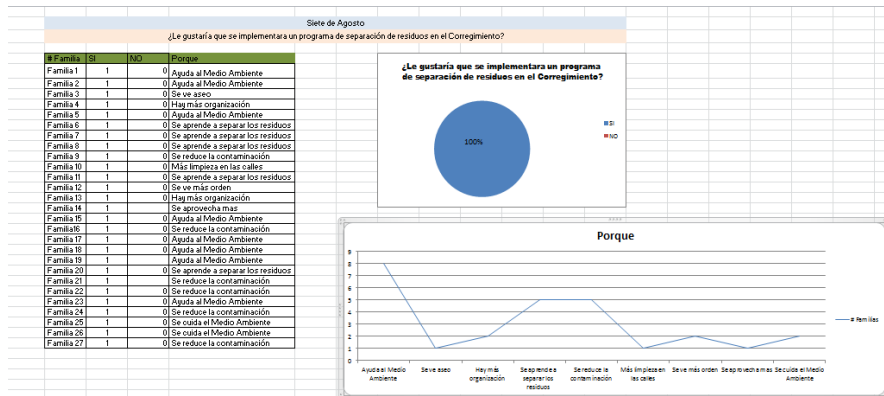 Siete de Agosto
¿Le gustaría que se implementara un programa de separación de residuos en el Corregimiento?
# Familia SI NO Porque
Familia 1 1 0 Ayuda al Medio Ambiente
Familia 2 1 0 Ayuda al Medio Ambiente
Familia 3 1 0 Se ve aseo
Familia 4 1 0 Hay más organización
Familia 5 1 0 Ayuda al Medio Ambiente
Familia 6 1 0 Se aprende a separar los residuos
Familia 7 1 0 Se aprende a separar los residuos
Familia 8 1 0 Se aprende a separar los residuos
Familia 9 1 0 Se reduce la contaminación
Familia 10 1 0 Más limpieza en las calles
Familia 11 1 0 Se aprende a separar los residuos
Familia 12 1 0 Se ve más orden
Familia 13 1 0 Hay más organización
Familia 14 1 Se aprovecha mas
Familia 15 1 0 Ayuda al Medio Ambiente
Familia16 1 0 Se reduce la contaminación
Familia 17 1 0 Ayuda al Medio Ambiente
Familia 18 1 0 Ayuda al Medio Ambiente
Familia 19 1 Ayuda al Medio Ambiente
Familia 20 1 0 Se aprende a separar los residuos
Familia 21 1 Se reduce la contaminación
Familia 22 1 0 Se reduce la contaminación
Familia 23 1 0 Ayuda al Medio Ambiente
Familia 24 1 0 Se reduce la contaminación
Familia 25 1 0 Se cuida el Medio Ambiente
Familia 26 1 0 Se cuida el Medio Ambiente
Familia 27 1 0 Se reduce la contaminación
¿Le gustaría que se implementara un programa
de separación de residuos en el Corregimiento?
100%
SI
NO
Porque
9
8
7
6
5
4
3
2
1
0
# Familias
Ayuda al Medio Se ve aseo Hay más Se aprende a Se reduce la Más limpieza en Se ve más orden Se aprovecha mas Se cuida el Medio
Ambiente organización separar los contaminación las calles Ambiente
residuos